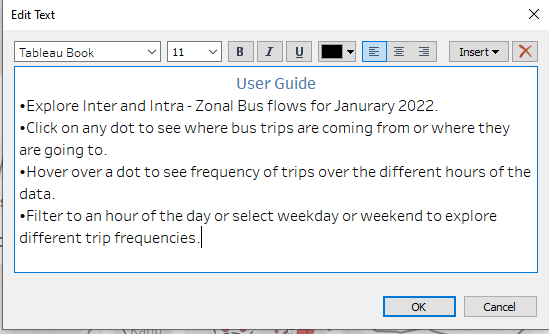 Edit Text
Tableau Book 11 B I U Insert
User Guide
•Explore Inter and Intra - Zonal Bus flows for Janurary 2022.
•Click on any dot to see where bus trips are coming from or where they
are going to.
•Hover over a dot to see frequency of trips over the different hours of the
data.
•Filter to an hour of the day or select weekday or weekend to explore
different trip frequencies.
OK Cancel